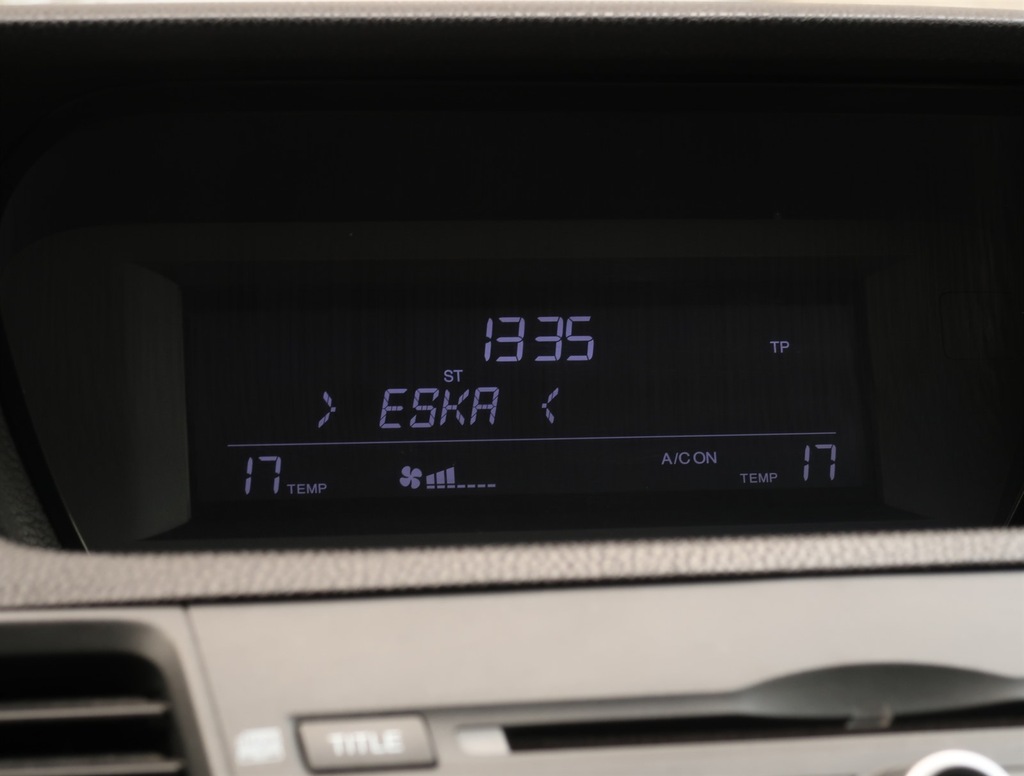 1335
TP
ST
> ESKA <
17 TEMP A/C ON TEMP 17
TITLE